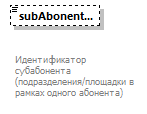 subAbonent...
Идентификатор
субабонента
(подразделения/площадки в
рамках одного абонента)